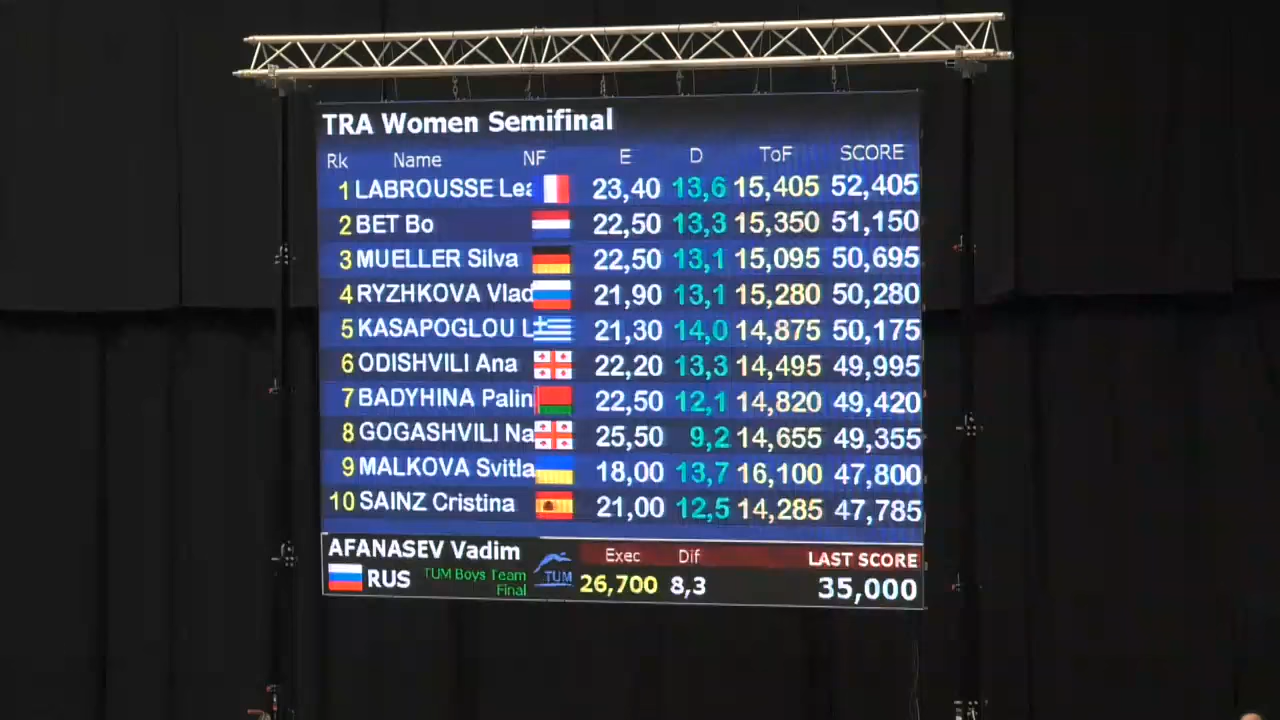 TRA Women Semifinal
Rk Name NF E D ToF SCORE
1 LABROUSSE Lea 23,40 13,6 15,405 52,405
2 BET Bo 22,50 13,3 15,350 51,150
3 MUELLER Silva 22,50 13,1 15,095 50,695
4 RYZHKOVA Vlad 21,90 13,1 15,280 50,280
5 KASAPOGLOU L 21,30 14,0 14,875 50,175
6 ODISHVILI Ana 22,20 13,3 14,495 49,995
7 BADYHINA Palin 22,50 12,1 14,820 49,420
8 GOGASHVILI Na 25,50 9,2 14,655 49,355
9 MALKOVA Svitla 18,00 13,7 16,100 47,800
10 SAINZ Cristina 21,00 12,5 14,285 47,785
AFANASEV Vadim Exec Dif LAST SCORE
RUS TUM Boys Team Final TUM 26,700 8,3 35,000